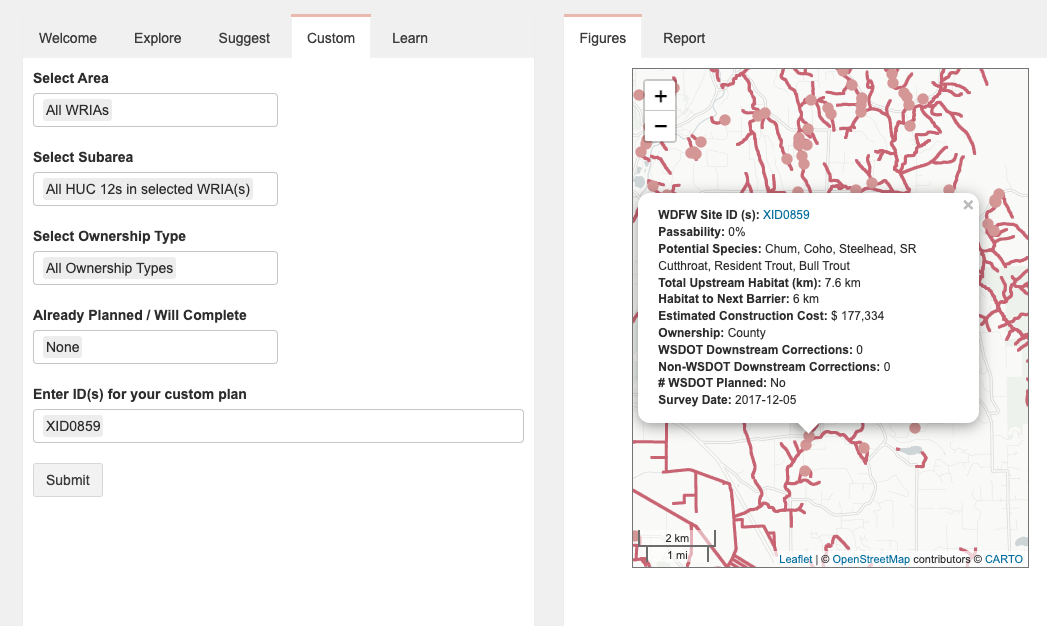 Welcome
Explore
Suggest
Custom
Learn
Select Area
All WRIAs
Select Subarea
All HUC 12s in selected WRIA(s)
Select Ownership Type
All Ownership Types
Already Planned / Will Complete
None
Enter ID(s) for your custom plan
XID0859
Submit
Figures
Report
+
−
×
WDFW Site ID (s): XID0859
Passability: 0%
Potential Species: Chum, Coho, Steelhead, SR
Cutthroat, Resident Trout, Bull Trout
Total Upstream Habitat (km): 7.6 km
Habitat to Next Barrier: 6 km
Estimated Construction Cost: $ 177,334
Ownership: County
WSDOT Downstream Corrections: 0
Non-WSDOT Downstream Corrections: 0
# WSDOT Planned: No
Survey Date: 2017-12-05
2 km
1 mi
Leaflet | © OpenStreetMap contributors © CARTO